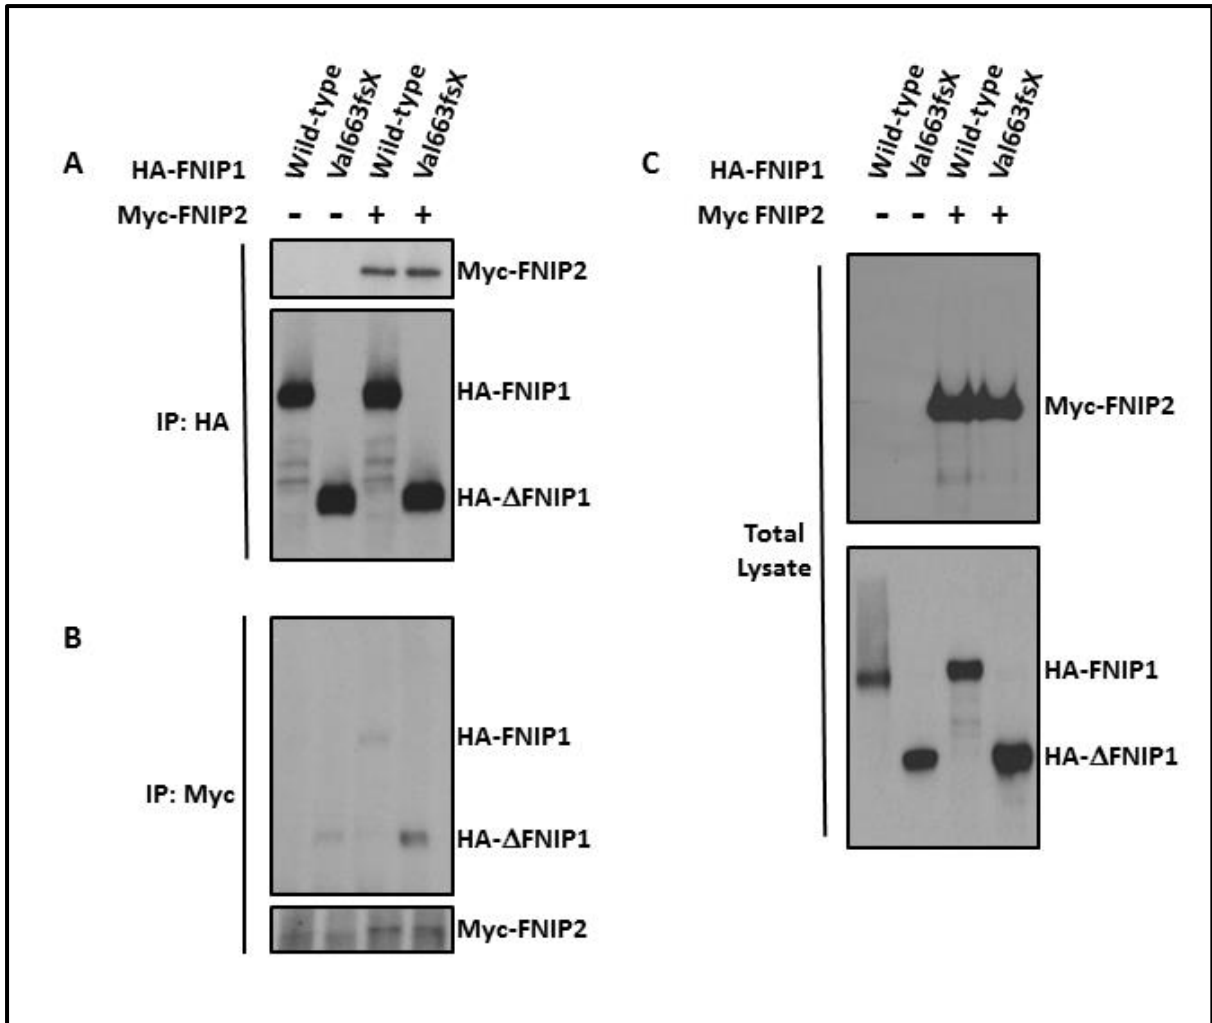 A
HA-FNIP1 Wild-type Val663fsX Wild-type Val663fsX
Myc-FNIP2 - - + +
IP: HA
Myc-FNIP2
HA-FNIP1
HA-ΔFNIP1
B
IP: Myc
HA-FNIP1
HA-ΔFNIP1
Myc-FNIP2
C
HA-FNIP1 Wild-type Val663fsX Wild-type Val663fsX
Myc FNIP2 - - + +
Total
Lysate
Myc-FNIP2
HA-FNIP1
HA-ΔFNIP1